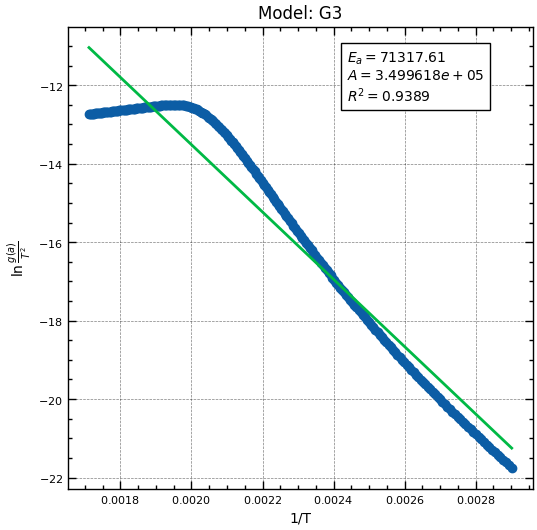 Model: G3
E_a = 71317.61
A = 3.499618e + 05
R² = 0.9389
−12
−14
−16
−18
−20
−22
ln g(a)/T²
0.0018 0.0020 0.0022 0.0024 0.0026 0.0028
1/T